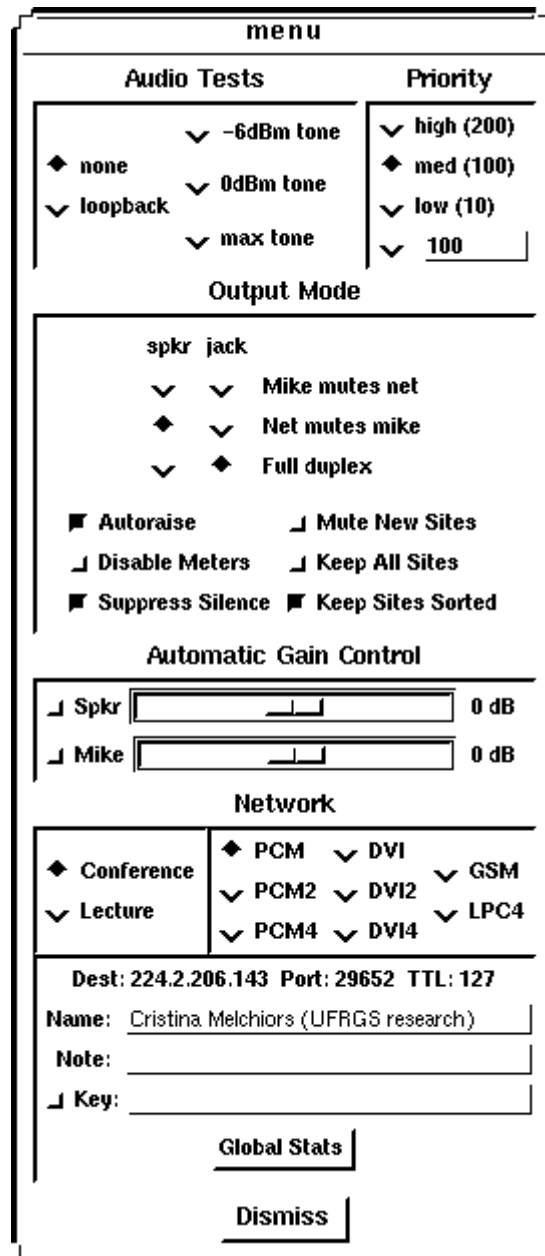 menu
Audio Tests Priority
-6dBm tone high (200)
none med (100)
0dBm tone
loopback low (10)
max tone 100
Output Mode
spkr jack
Mike mutes net
Net mutes mike
Full duplex
Autoraise Mute New Sites
Disable Meters Keep All Sites
Suppress Silence Keep Sites Sorted
Automatic Gain Control
Spkr 0 dB
Mike 0 dB
Network
PCM DVI
Conference GSM
PCM2 DVI2
Lecture LPC4
PCM4 DVI4
Dest: 224.2.206.143 Port: 29652 TTL: 127
Name: Cristina Melchiors (UFRGS research)
Note:
Key:
Global Stats
Dismiss